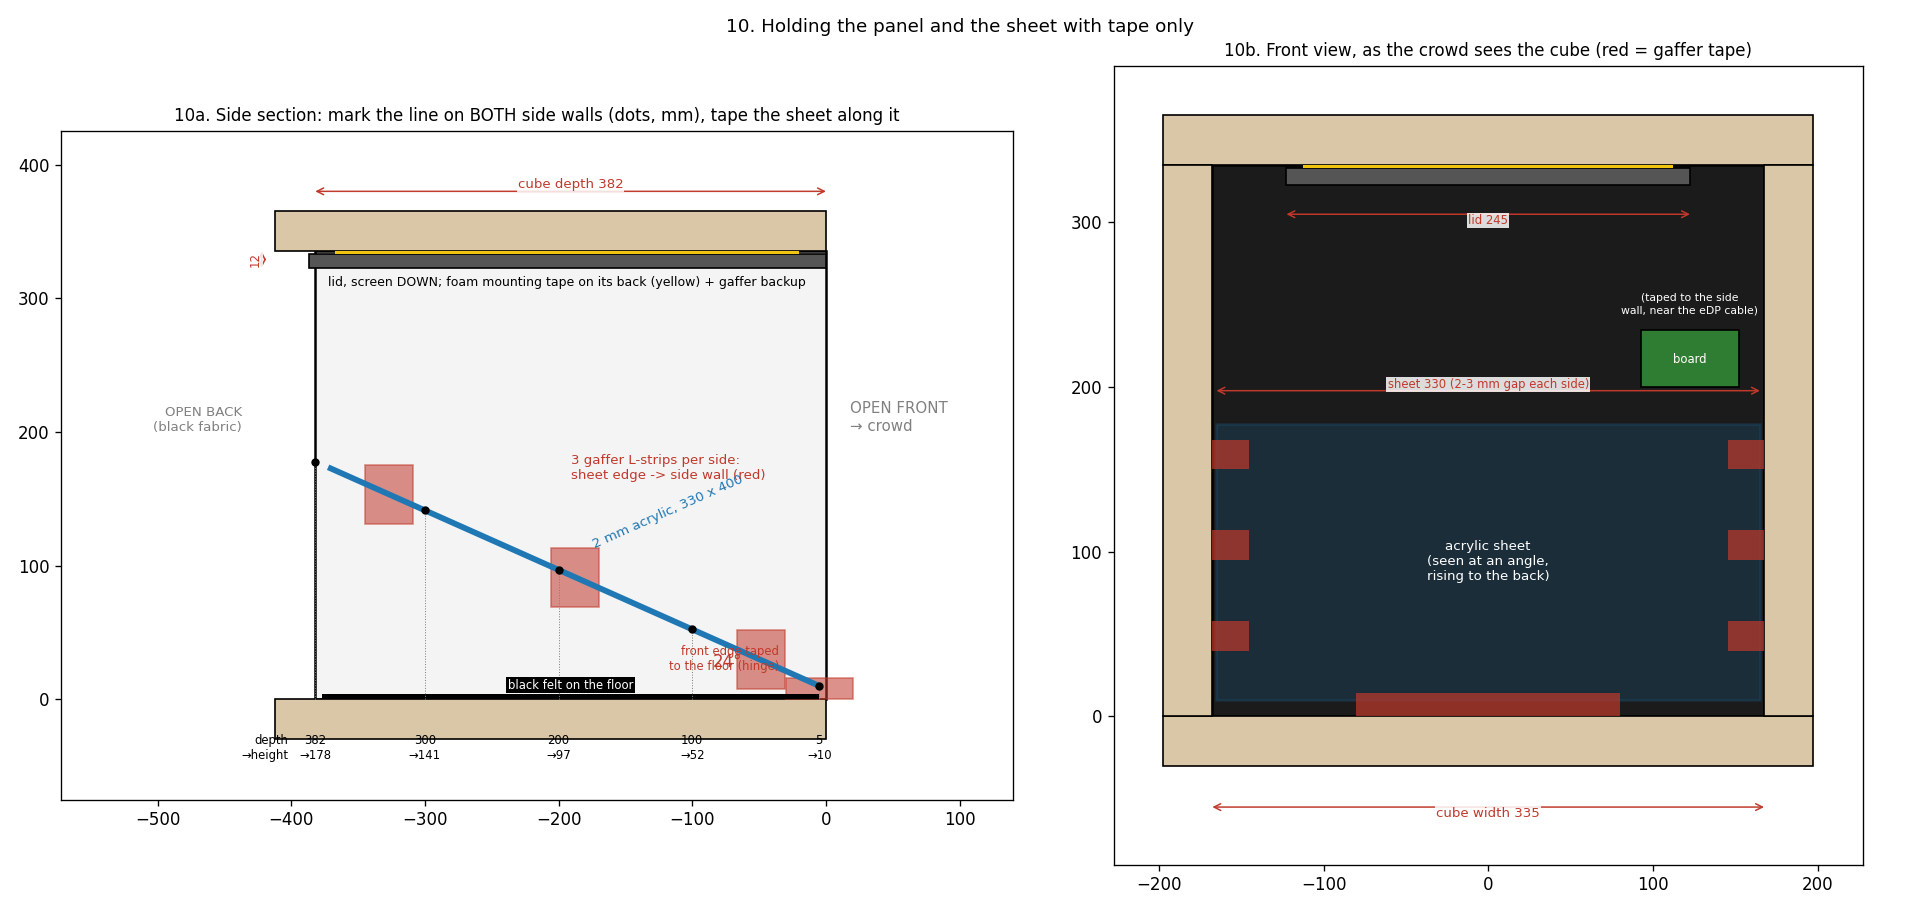 10. Holding the panel and the sheet with tape only
10a. Side section: mark the line on BOTH side walls (dots, mm), tape the sheet along it
400
300
200
100
0
cube depth 382
12
lid, screen DOWN; foam mounting tape on its back (yellow) + gaffer backup
OPEN BACK
(black fabric)
OPEN FRONT
→ crowd
3 gaffer L-strips per side:
sheet edge -> side wall (red)
2 mm acrylic, 330 x 400
24°
front edge taped
to the floor (hinge)
black felt on the floor
depth
→height
382
→178
300
→141
200
→97
100
→52
5
→10
−500
−400
−300
−200
−100
0
100
10b. Front view, as the crowd sees the cube (red = gaffer tape)
300
200
100
0
lid 245
(taped to the side
wall, near the eDP cable)
board
sheet 330 (2-3 mm gap each side)
acrylic sheet
(seen at an angle,
rising to the back)
cube width 335
−200
−100
0
100
200